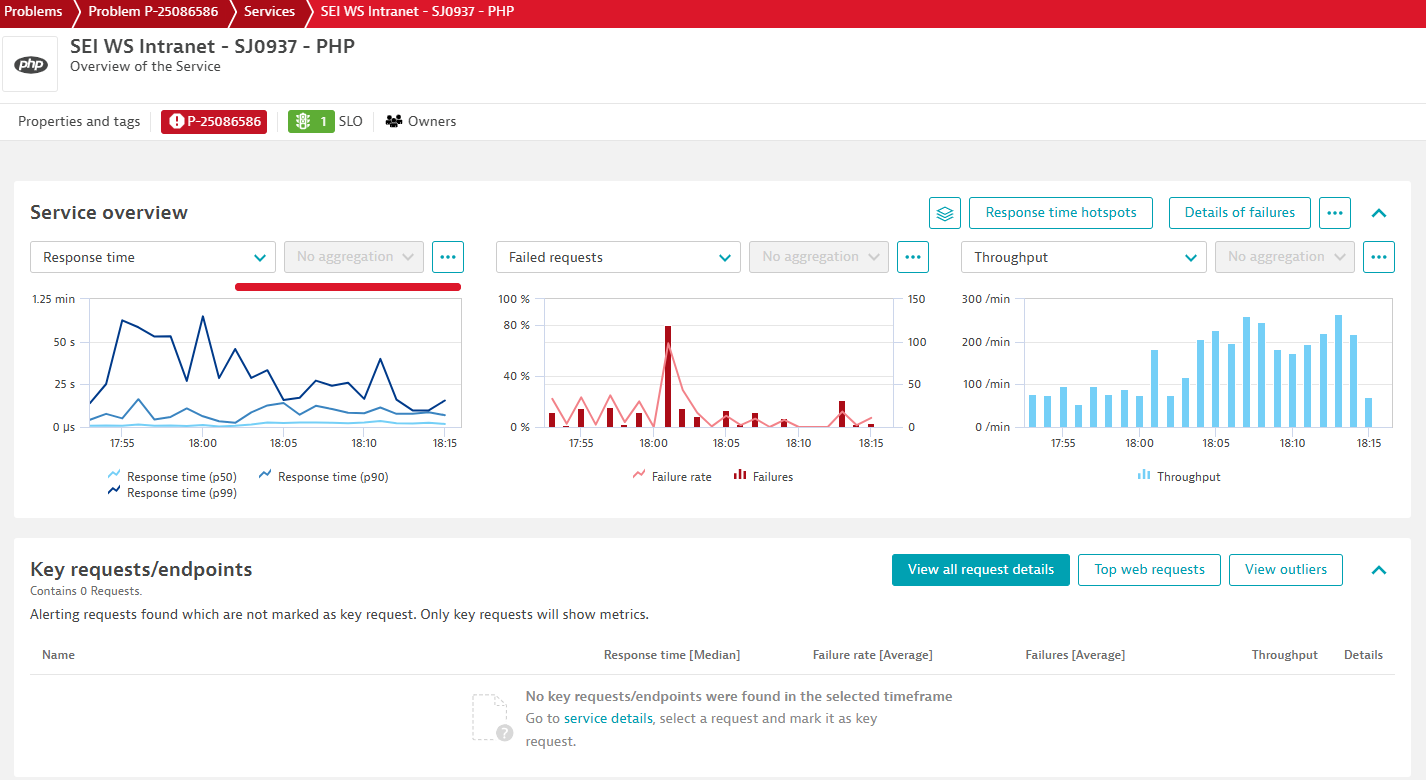 Problems
Problem P-25086586
Services
SEI WS Intranet - SJ0937 - PHP
php
SEI WS Intranet - SJ0937 - PHP
Overview of the Service
Properties and tags
P-25086586
1
SLO
Owners
Service overview
Response time hotspots
Details of failures
Response time
No aggregation
Failed requests
No aggregation
Throughput
No aggregation
1.25 min
50 s
25 s
0 µs
17:55
18:00
18:05
18:10
18:15
Response time (p50)
Response time (p90)
Response time (p99)
100 %
80 %
40 %
0 %
150
100
50
0
17:55
18:00
18:05
18:10
18:15
Failure rate
Failures
300 /min
200 /min
100 /min
0 /min
17:55
18:00
18:05
18:10
18:15
Throughput
Key requests/endpoints
Contains 0 Requests.
View all request details
Top web requests
View outliers
Alerting requests found which are not marked as key request. Only key requests will show metrics.
Name
Response time [Median]
Failure rate [Average]
Failures [Average]
Throughput
Details
?
No key requests/endpoints were found in the selected timeframe
Go to service details, select a request and mark it as key
request.